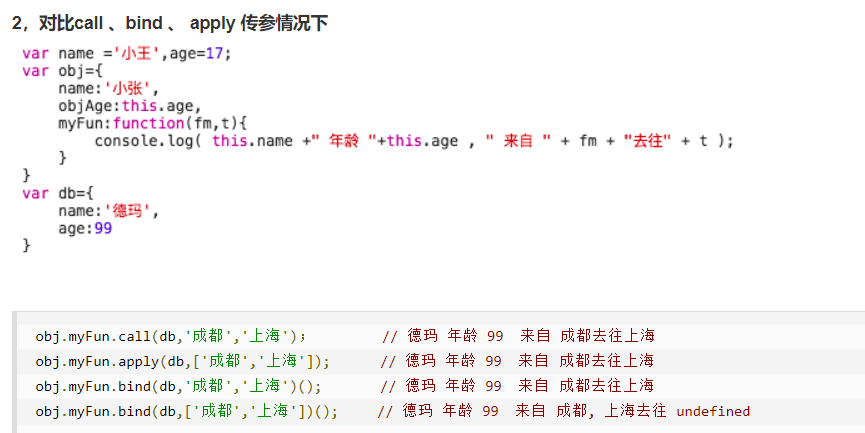 2，对比call 、bind 、 apply 传参情况下
var name ='小王',age=17;
var obj={
name:'小张',
objAge:this.age,
myFun:function(fm,t){
console.log( this.name +" 年龄 "+this.age , " 来自 " + fm + "去往" + t );
}
}
var db={
name:'德玛',
age:99
}
obj.myFun.call(db,'成都','上海');　　　　 // 德玛 年龄 99  来自 成都去往上海
obj.myFun.apply(db,['成都','上海']);      // 德玛 年龄 99  来自 成都去往上海
obj.myFun.bind(db,'成都','上海')();       // 德玛 年龄 99  来自 成都去往上海
obj.myFun.bind(db,['成都','上海'])();　　 // 德玛 年龄 99  来自 成都, 上海去往 undefined